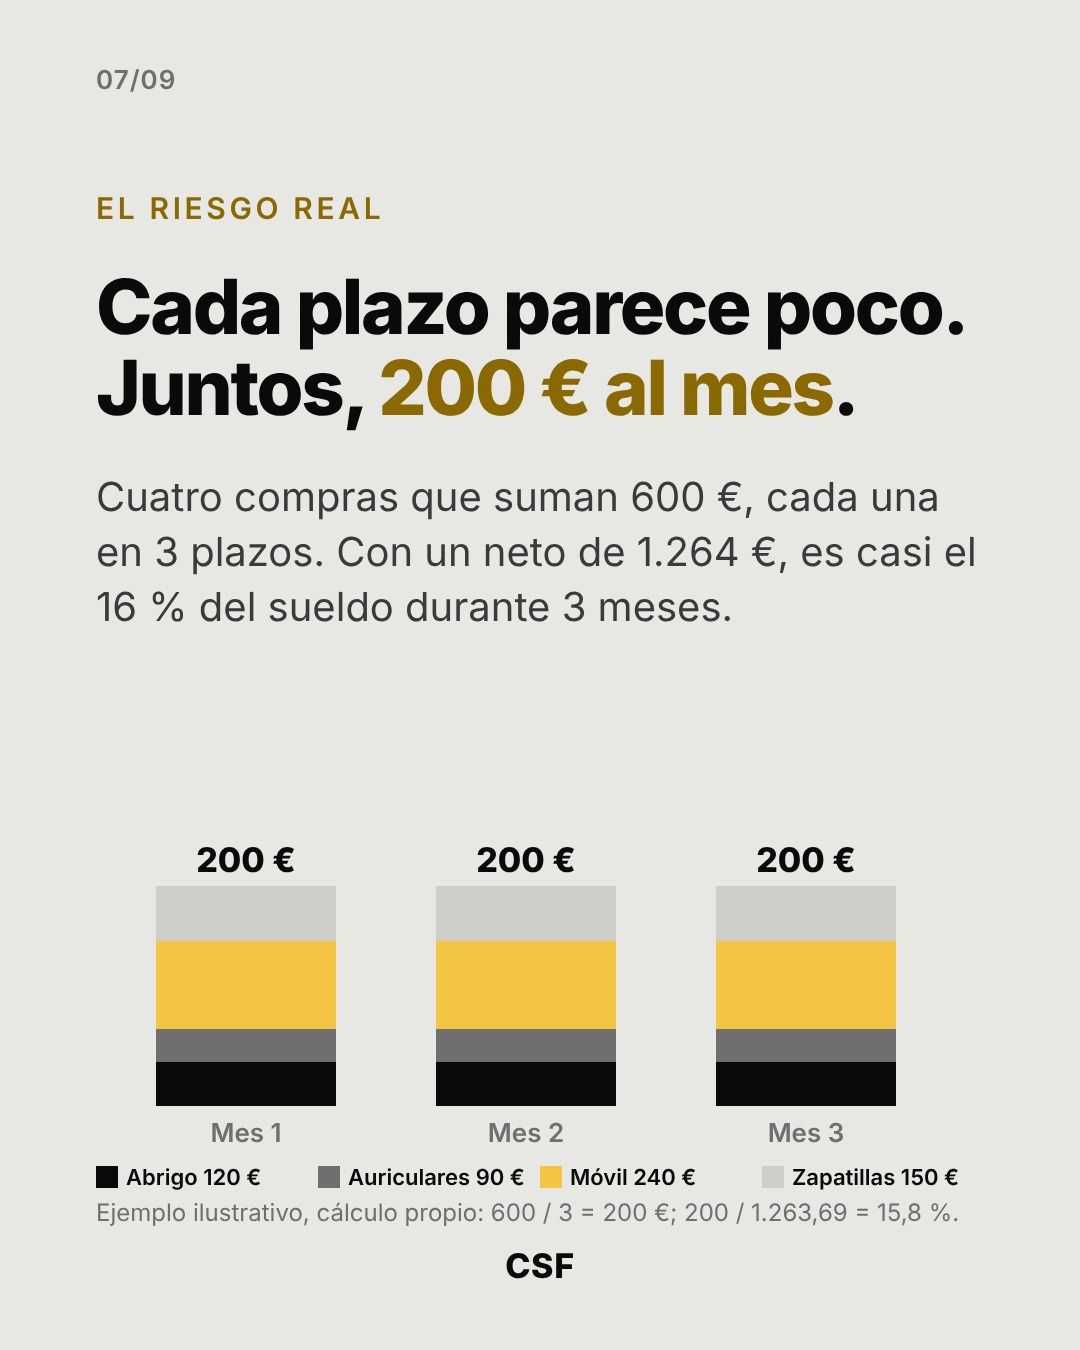 07/09
EL RIESGO REAL
Cada plazo parece poco.
Juntos, 200 € al mes.
Cuatro compras que suman 600 €, cada una
en 3 plazos. Con un neto de 1.264 €, es casi el
16 % del sueldo durante 3 meses.
200 € 200 € 200 €
Mes 1 Mes 2 Mes 3
Abrigo 120 € Auriculares 90 € Móvil 240 € Zapatillas 150 €
Ejemplo ilustrativo, cálculo propio: 600 / 3 = 200 €; 200 / 1.263,69 = 15,8 %.
CSF